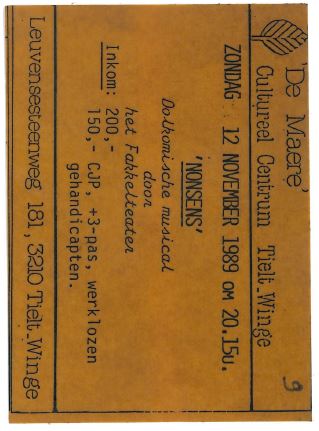 'De Maere'
Cultureel Centrum Tielt-Winge
ZONDAG 12 NOVEMBER 1989 OM 20.15u.
'NONSENS'
Dolkomische musical
door
het Fakkelteater
Inkom: 200,-
150,- CJP, +3-pas, werklozen
gehandicapten.
Leuvensesteenweg 181, 3210 Tielt-Winge
9